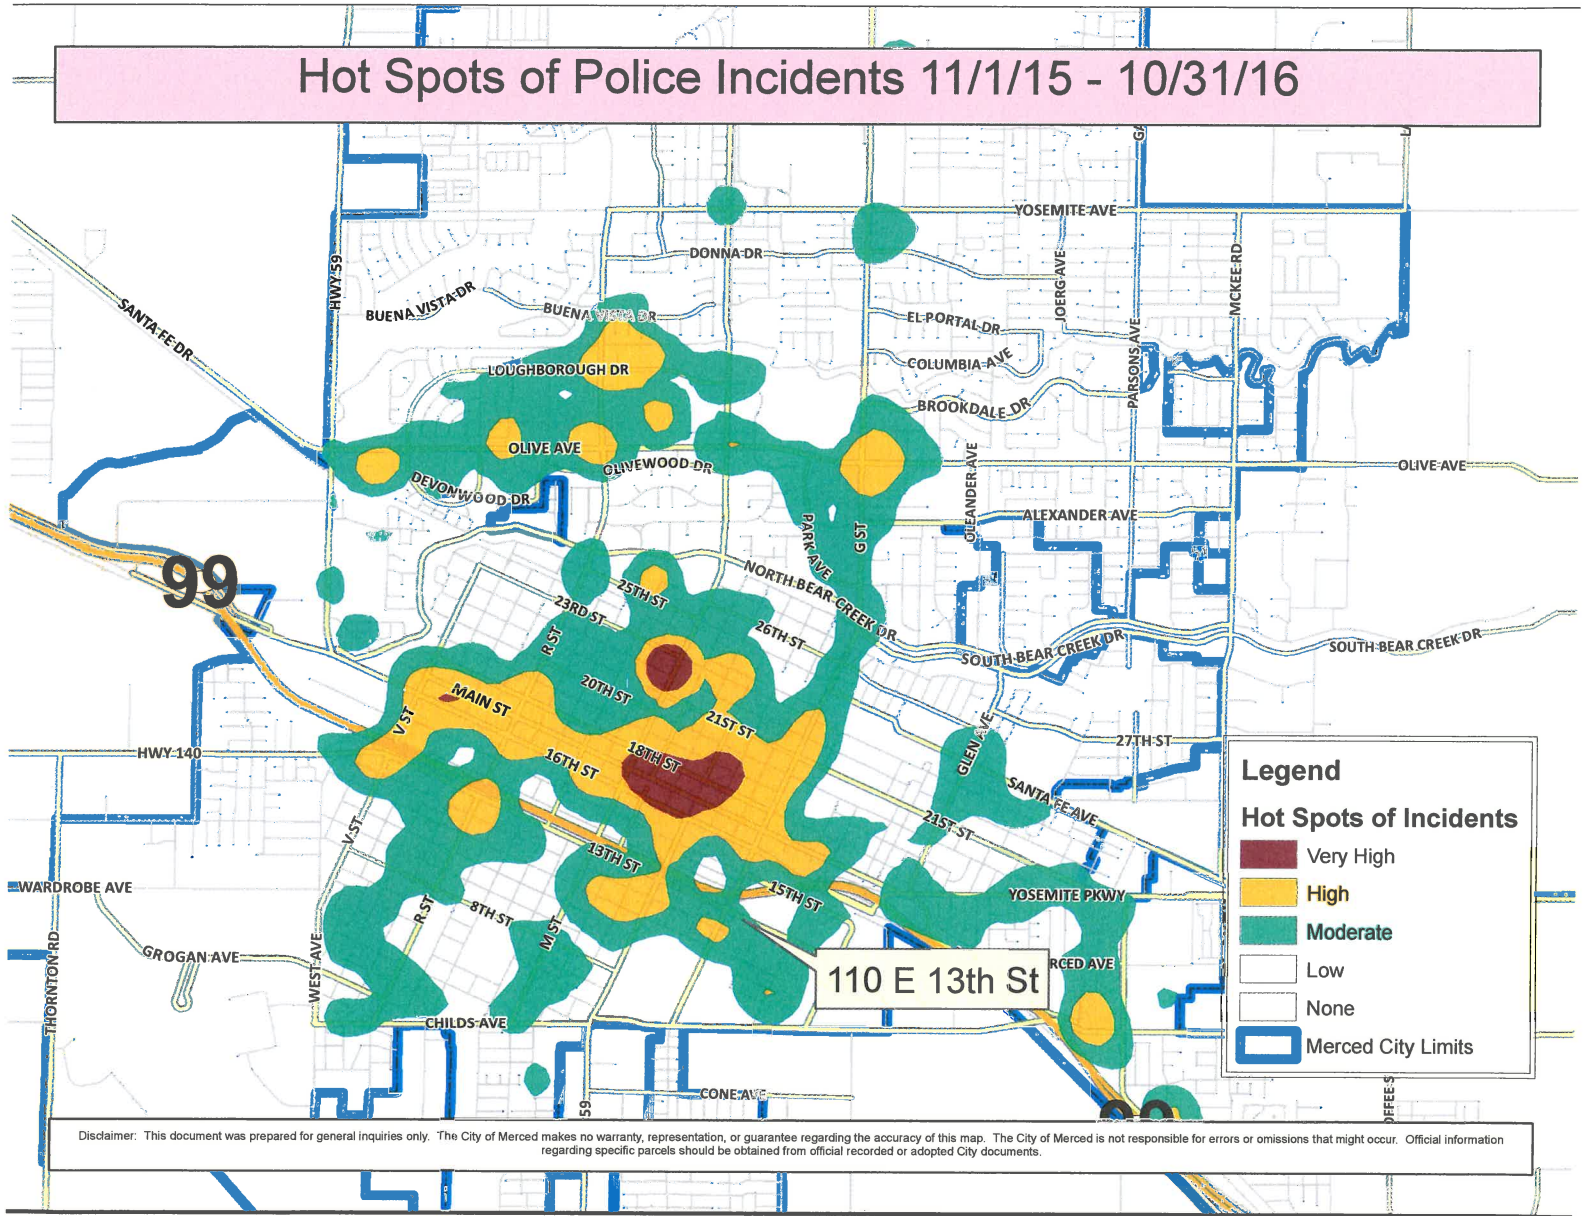 Hot Spots of Police Incidents 11/1/15 - 10/31/16
YOSEMITE AVE
DONNA DR
HWY 59
JOERG AVE
MCKEE RD
SANTA FE DR
BUENA VISTA DR
BUENA VISTA DR
EL PORTAL DR
PARSONS AVE
COLUMBIA AVE
LOUGHBOROUGH DR
BROOKDALE DR
OLIVE AVE
OLIVEWOOD DR
OLEANDER AVE
OLIVE AVE
DEVONWOOD DR
PARK AVE
G ST
ALEXANDER AVE
99
NORTH BEAR CREEK DR
25TH ST
23RD ST
26TH ST
R ST
SOUTH BEAR CREEK DR
SOUTH BEAR CREEK DR
20TH ST
MAIN ST
V ST
21ST ST
GLEN AVE
27TH ST
HWY 140
16TH ST
18TH ST
SANTA FE AVE
V ST
21ST ST
13TH ST
WARDROBE AVE
15TH ST
YOSEMITE PKWY
R ST
8TH ST
M ST
GROGAN AVE
WEST AVE
THORNTON RD
110 E 13th St
RCED AVE
CHILDS AVE
CONE AVE
59
99
Legend
Hot Spots of Incidents
Very High
High
Moderate
Low
None
Merced City Limits
Disclaimer: This document was prepared for general inquiries only. The City of Merced makes no warranty, representation, or guarantee regarding the accuracy of this map. The City of Merced is not responsible for errors or omissions that might occur. Official information
regarding specific parcels should be obtained from official recorded or adopted City documents.